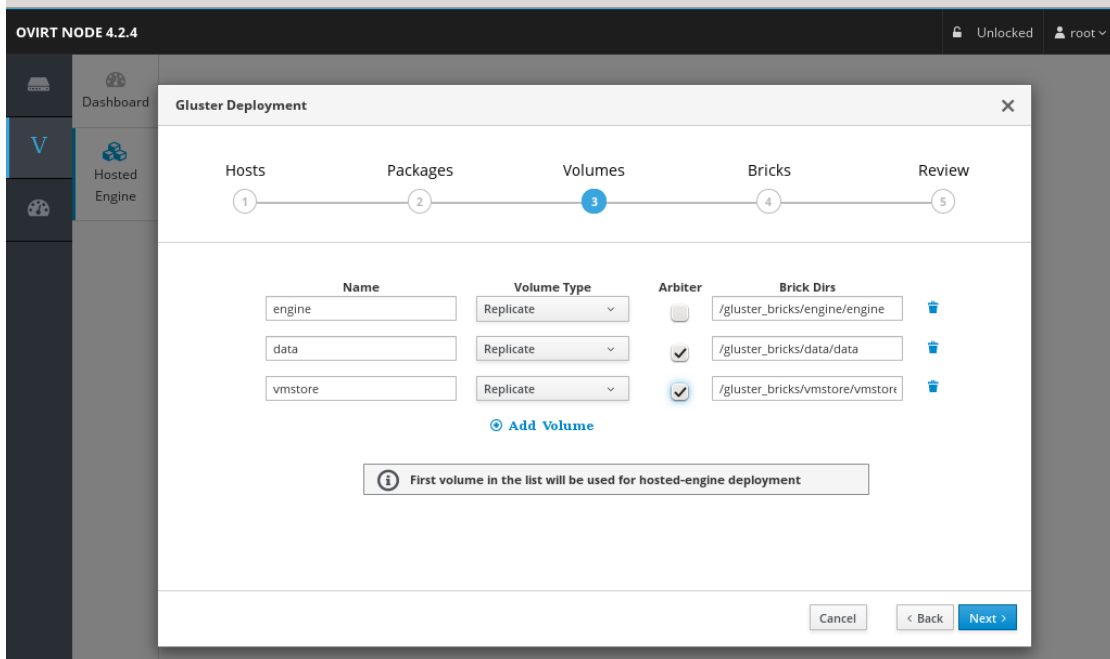 OVIRT NODE 4.2.4
Unlocked
root
Dashboard
V
Hosted
Engine
Gluster Deployment
Hosts
Packages
Volumes
Bricks
Review
1
2
3
4
5
Name
Volume Type
Arbiter
Brick Dirs
engine
Replicate
/gluster_bricks/engine/engine
data
Replicate
/gluster_bricks/data/data
vmstore
Replicate
/gluster_bricks/vmstore/vmstore
Add Volume
First volume in the list will be used for hosted-engine deployment
Cancel
< Back
Next >